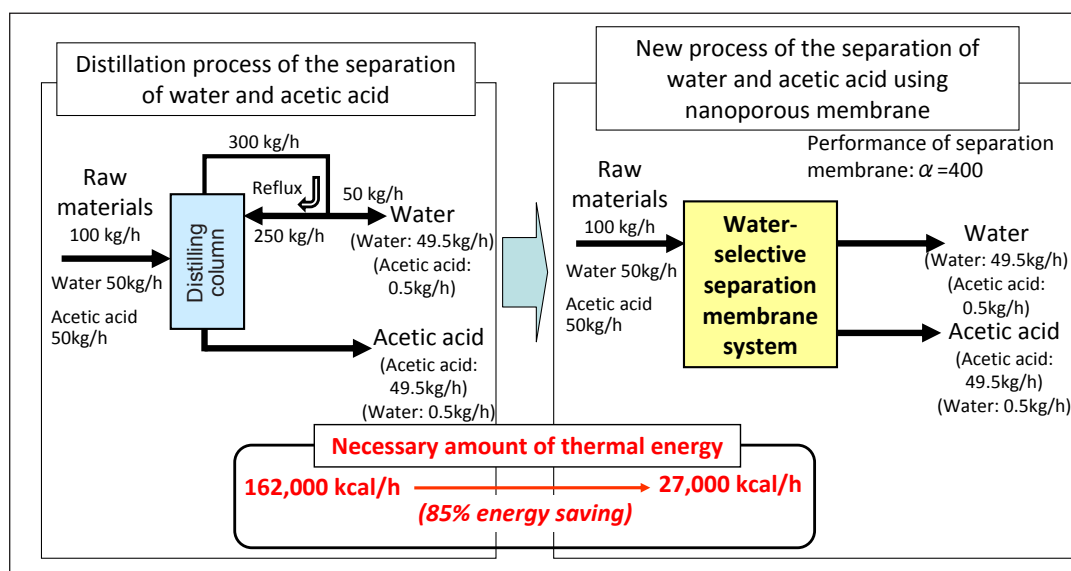 Distillation process of the separation
of water and acetic acid
300 kg/h
Raw
materials
100 kg/h
Water 50kg/h
Acetic acid
50kg/h
Distilling
column
Reflux
250 kg/h
50 kg/h
Water
(Water: 49.5kg/h)
(Acetic acid:
0.5kg/h)
Acetic acid
(Acetic acid:
49.5kg/h)
(Water: 0.5kg/h)
New process of the separation of
water and acetic acid using
nanoporous membrane
Performance of separation
membrane: α =400
Raw
materials
100 kg/h
Water 50kg/h
Acetic acid
50kg/h
Water-
selective
separation
membrane
system
Water
(Water: 49.5kg/h)
(Acetic acid:
0.5kg/h)
Acetic acid
(Acetic acid:
49.5kg/h)
(Water: 0.5kg/h)
Necessary amount of thermal energy
162,000 kcal/h
27,000 kcal/h
(85% energy saving)